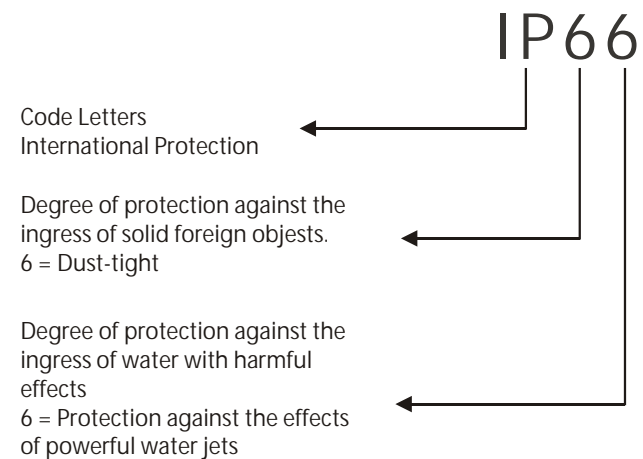 IP66
Code Letters
International Protection
Degree of protection against the
ingress of solid foreign objests.
6 = Dust-tight
Degree of protection against the
ingress of water with harmful
effects
6 = Protection against the effects
of powerful water jets